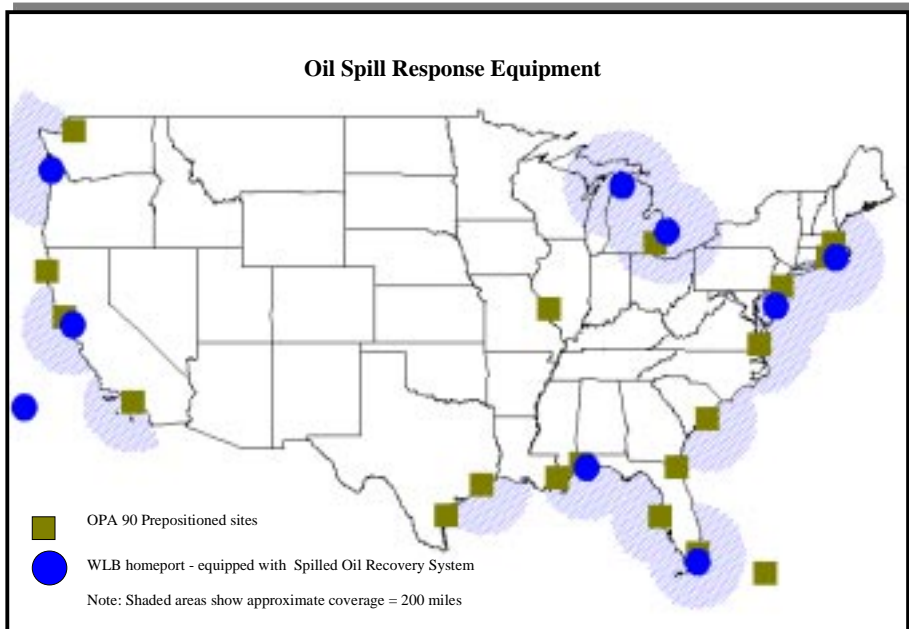 Oil Spill Response Equipment
OPA 90 Prepositioned sites
WLB homeport - equipped with Spilled Oil Recovery System
Note: Shaded areas show approximate coverage = 200 miles